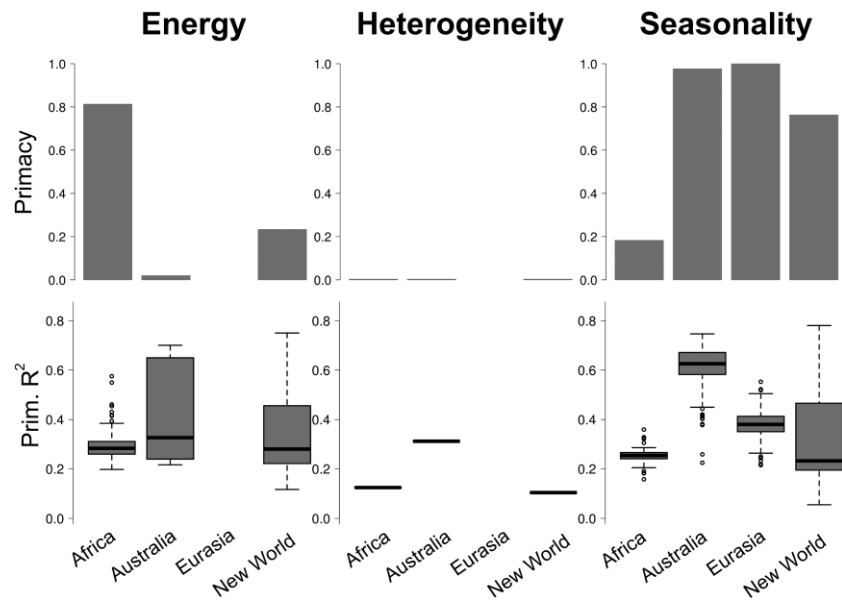 Energy Heterogeneity Seasonality
Primacy
1.0 1.0 1.0
0.8 0.8 0.8
0.6 0.6 0.6
0.4 0.4 0.4
0.2 0.2 0.2
0.0 0.0 0.0
Prim. R²
0.8 0.8 0.8
0.6 0.6 0.6
0.4 0.4 0.4
0.2 0.2 0.2
0.0 0.0 0.0
Africa Australia Eurasia New World Africa Australia Eurasia New World Africa Australia Eurasia New World